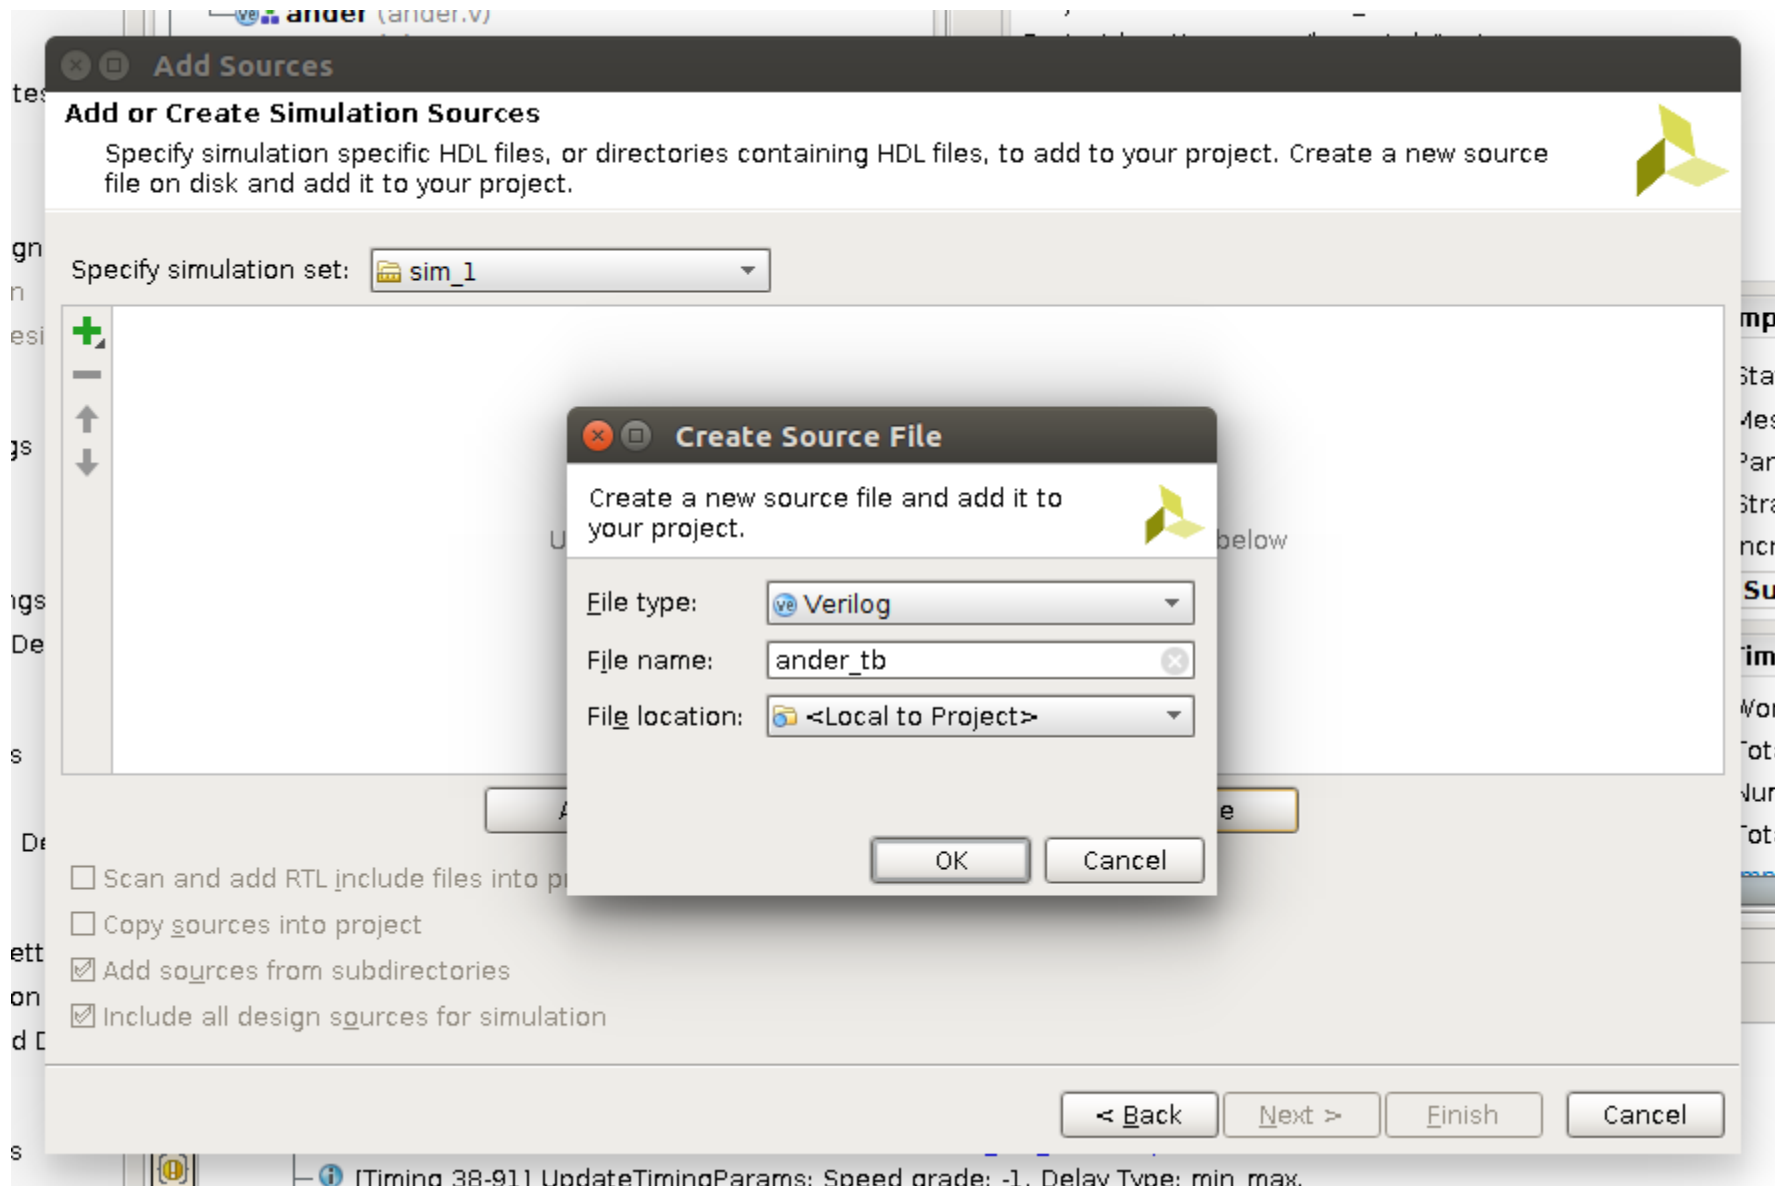 ander (ander.v)
Add Sources
Add or Create Simulation Sources
Specify simulation specific HDL files, or directories containing HDL files, to add to your project. Create a new source
file on disk and add it to your project.
Specify simulation set: sim_1
Create Source File
Create a new source file and add it to
your project.
below
File type: Verilog
File name: ander_tb
File location: <Local to Project>
OK Cancel
Scan and add RTL include files into
Copy sources into project
Add sources from subdirectories
Include all design sources for simulation
< Back Next > Finish Cancel
[Timing 38-91] UpdateTimingParams: Speed grade: -1, Delay Type: min_max.